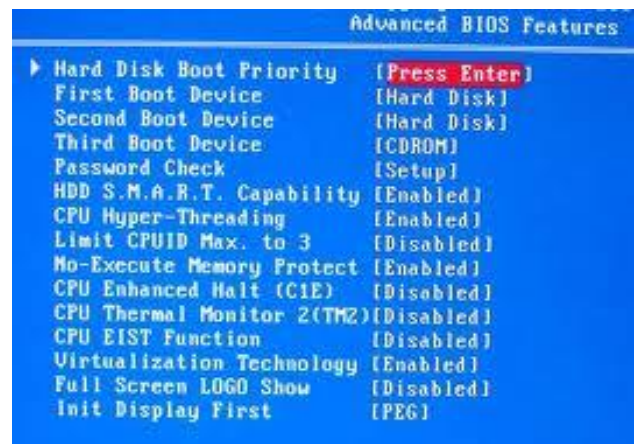 Advanced BIOS Features
Hard Disk Boot Priority [Press Enter]
First Boot Device [Hard Disk]
Second Boot Device [Hard Disk]
Third Boot Device [CDROM]
Password Check [Setup]
HDD S.M.A.R.T. Capability [Enabled]
CPU Hyper-Threading [Enabled]
Limit CPUID Max. to 3 [Disabled]
No-Execute Memory Protect [Enabled]
CPU Enhanced Halt (C1E) [Disabled]
CPU Thermal Monitor 2(TM2)[Disabled]
CPU EIST Function [Disabled]
Virtualization Technology [Enabled]
Full Screen LOGO Show [Disabled]
Init Display First [PEG]